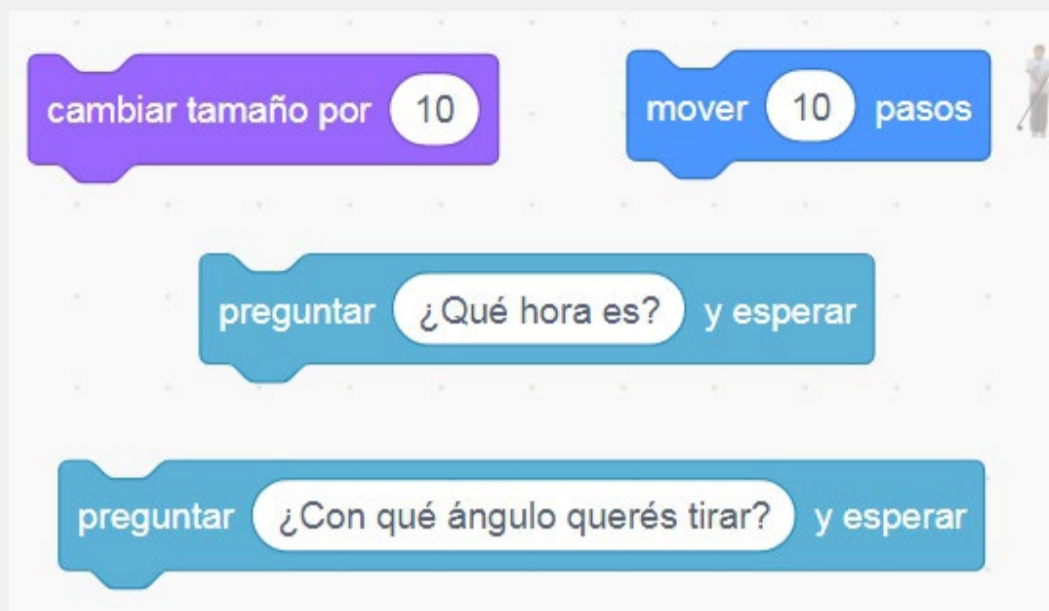 cambiar tamaño por 10
mover 10 pasos
preguntar ¿Qué hora es? y esperar
preguntar ¿Con qué ángulo querés tirar? y esperar